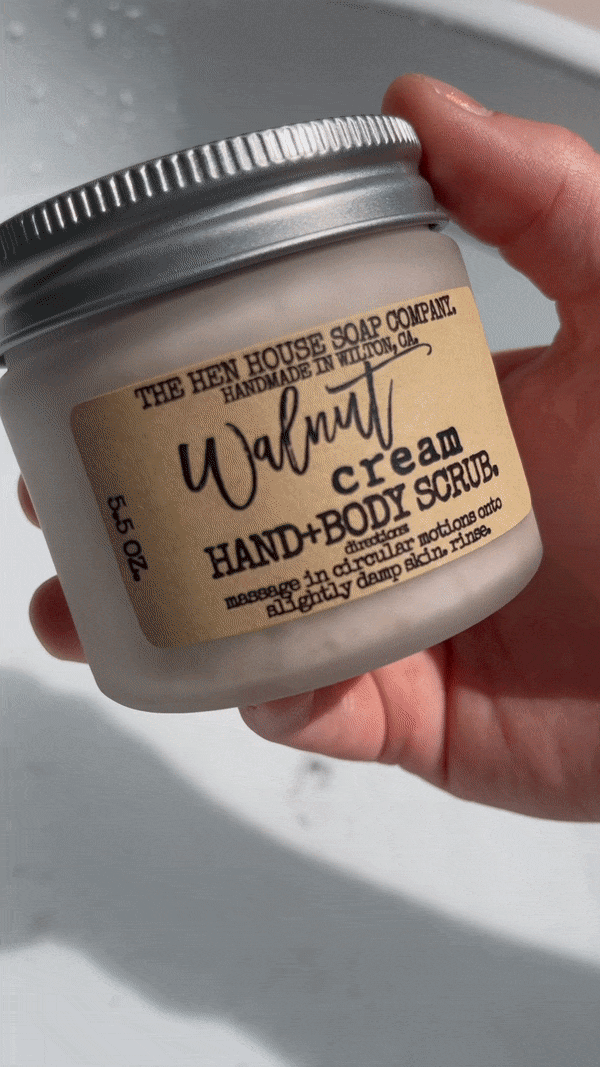 THE HEN HOUSE SOAP COMPANY.
HANDMADE IN WILTON, CA.
Walnut
cream
HAND+BODY SCRUB.
directions
massage in circular motions onto
slightly damp skin. rinse.
5.5 OZ.